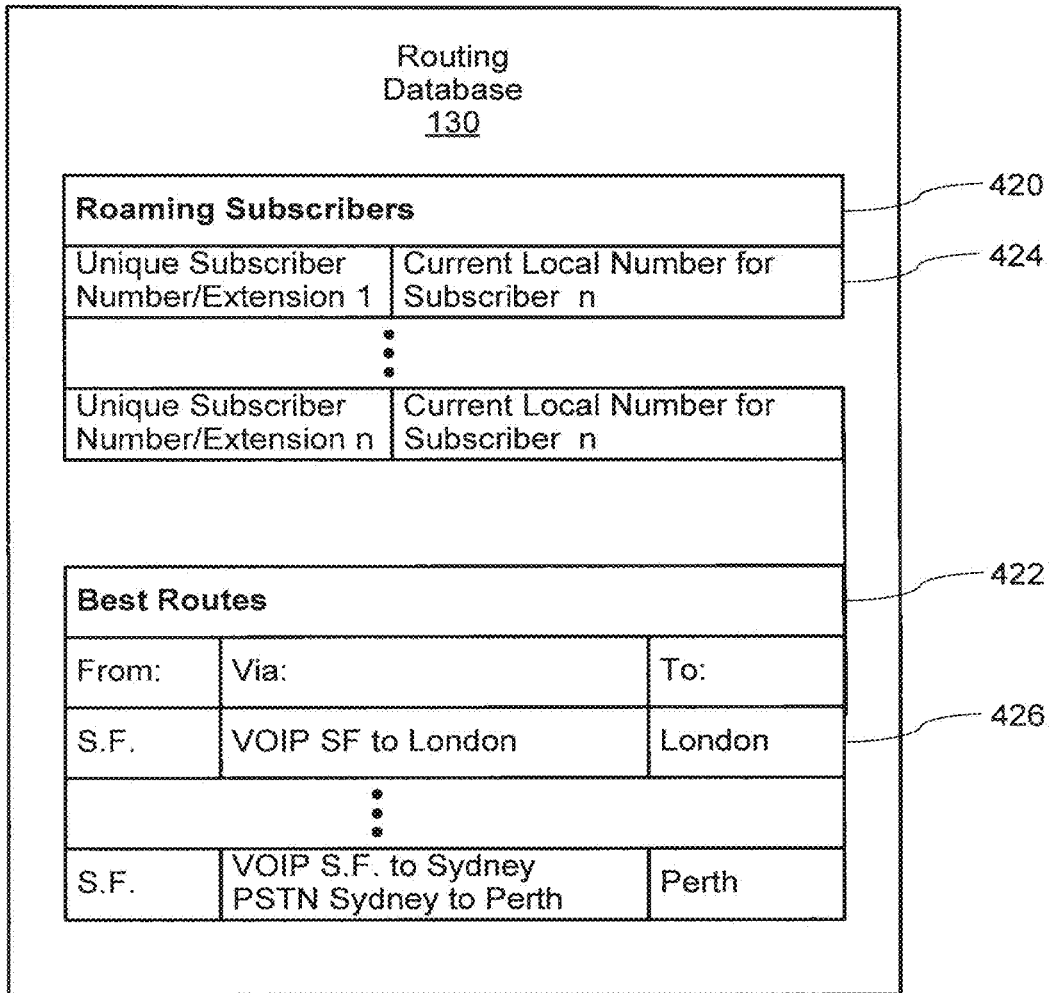 Routing
Database
130
Roaming Subscribers
420
Unique Subscriber
Number/Extension 1
Current Local Number for
Subscriber n
424
Unique Subscriber
Number/Extension n
Current Local Number for
Subscriber n
Best Routes
422
From:
Via:
To:
S.F.
VOIP SF to London
London
426
S.F.
VOIP S.F. to Sydney
PSTN Sydney to Perth
Perth